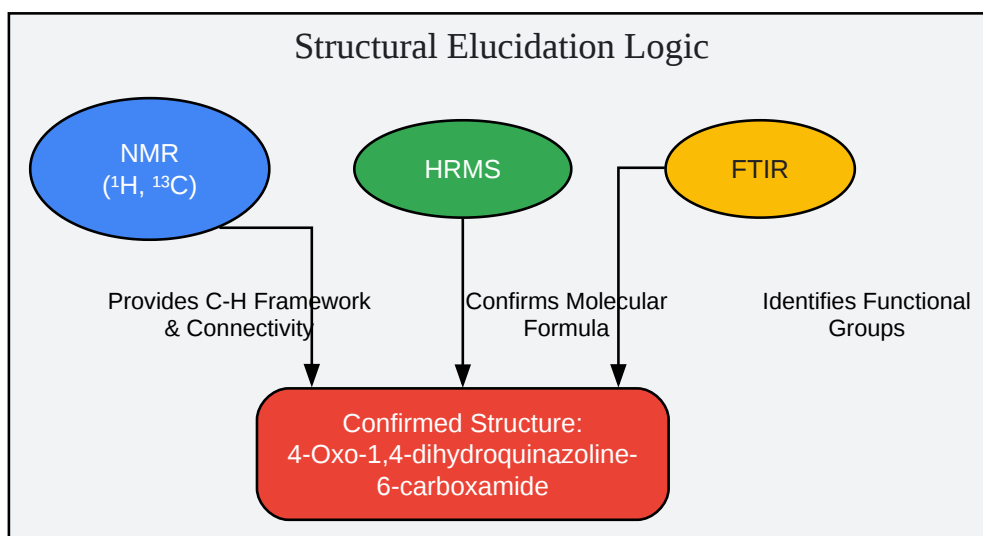 Structural Elucidation Logic
NMR
(¹H, ¹³C)
HRMS
FTIR
Provides C-H Framework
& Connectivity
Confirms Molecular
Formula
Identifies Functional
Groups
Confirmed Structure:
4-Oxo-1,4-dihydroquinazoline-
6-carboxamide